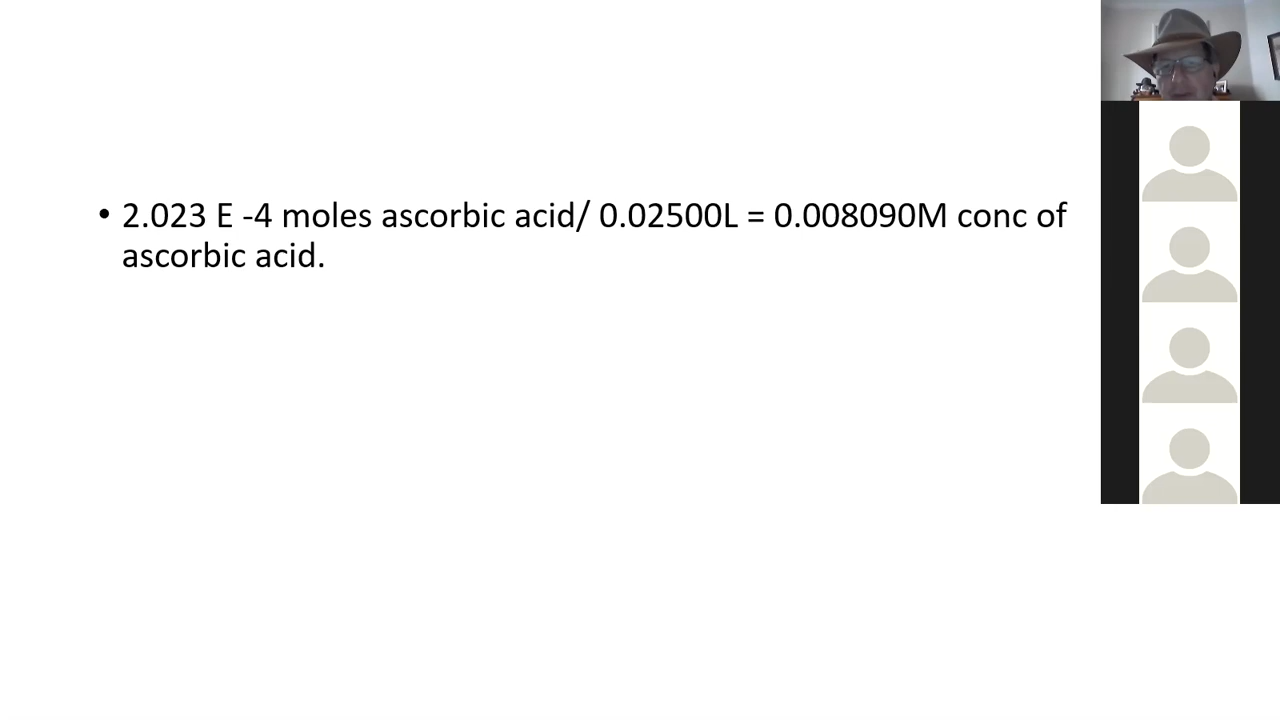 • 2.023 E -4 moles ascorbic acid/ 0.02500L = 0.008090M conc of
ascorbic acid.